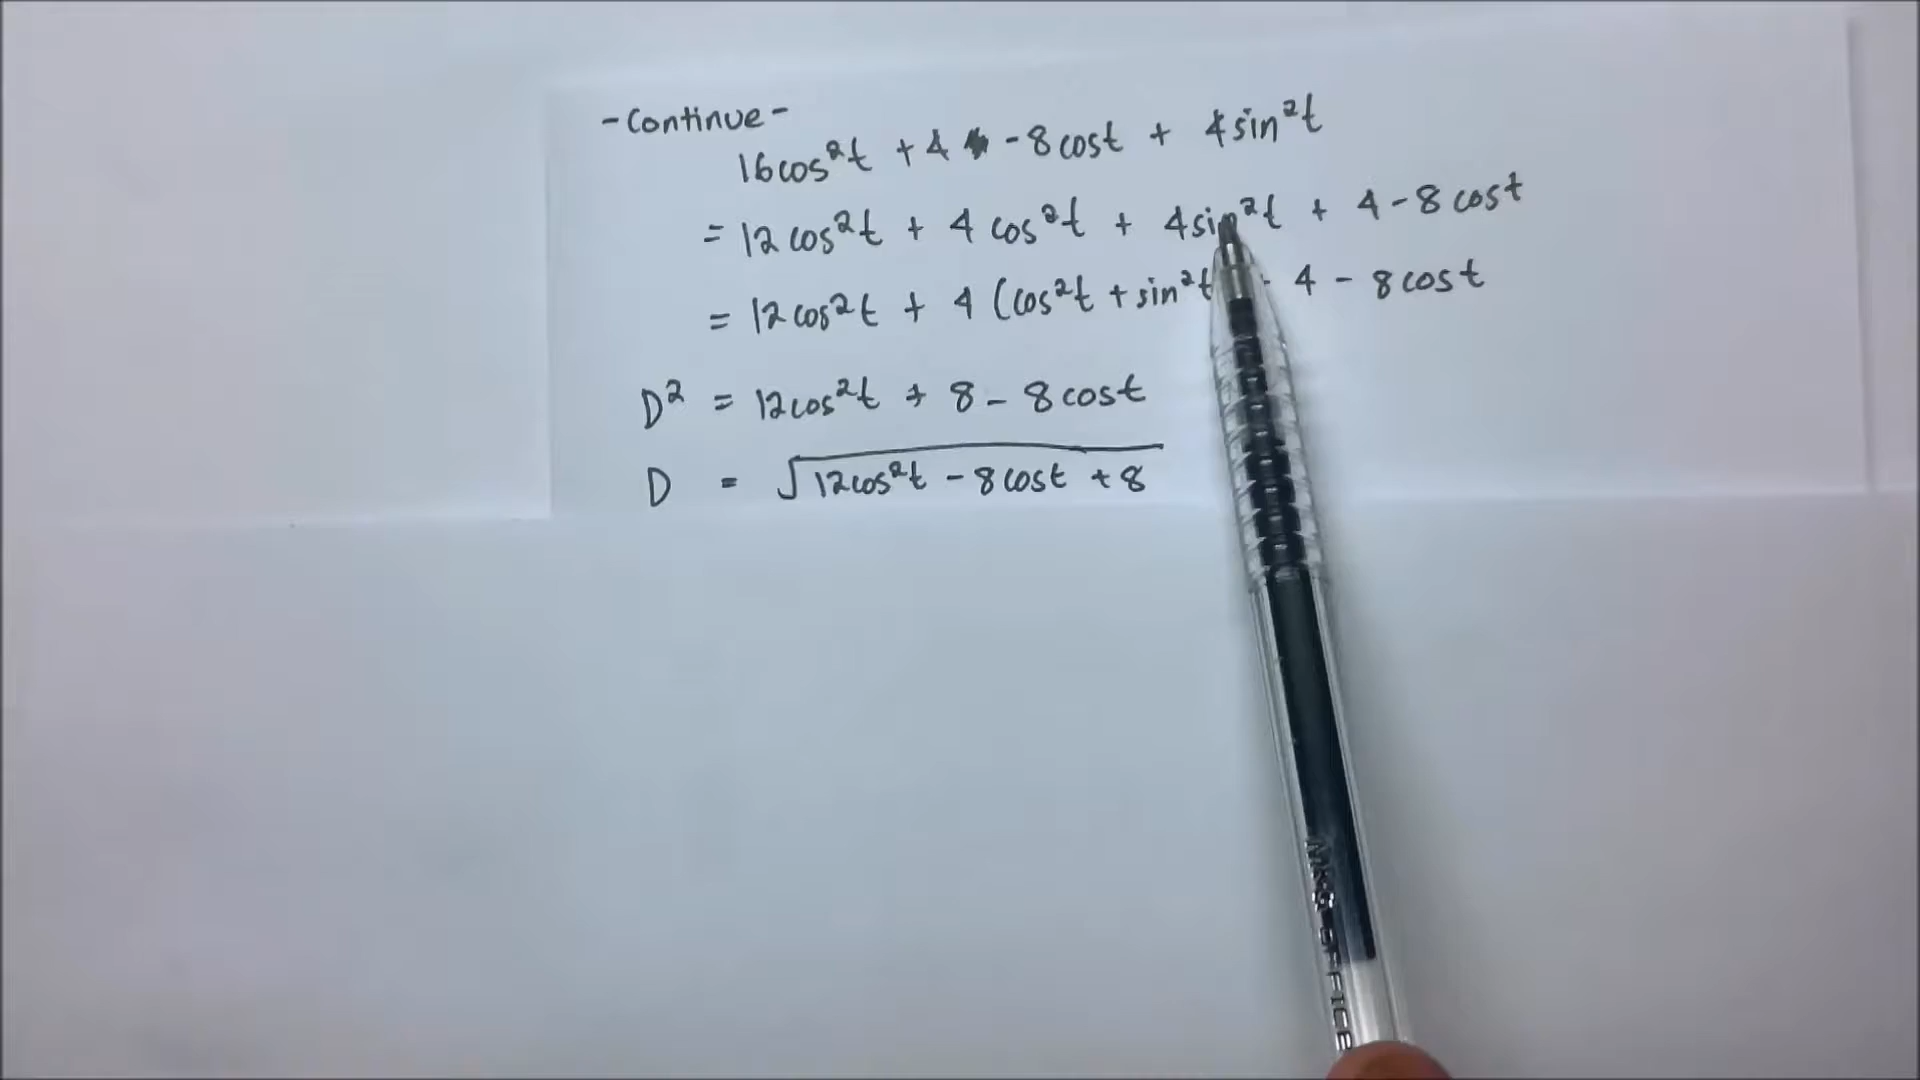 -Continue-
16cos²t + 4 - 8cost + 4sin²t
= 12cos²t + 4cos²t + 4sin²t + 4 - 8cost
= 12cos²t + 4(cos²t + sin²t 4 - 8cost
D² = 12cos²t + 8 - 8cost
D = √12cos²t - 8cost + 8
M&G OFFICE